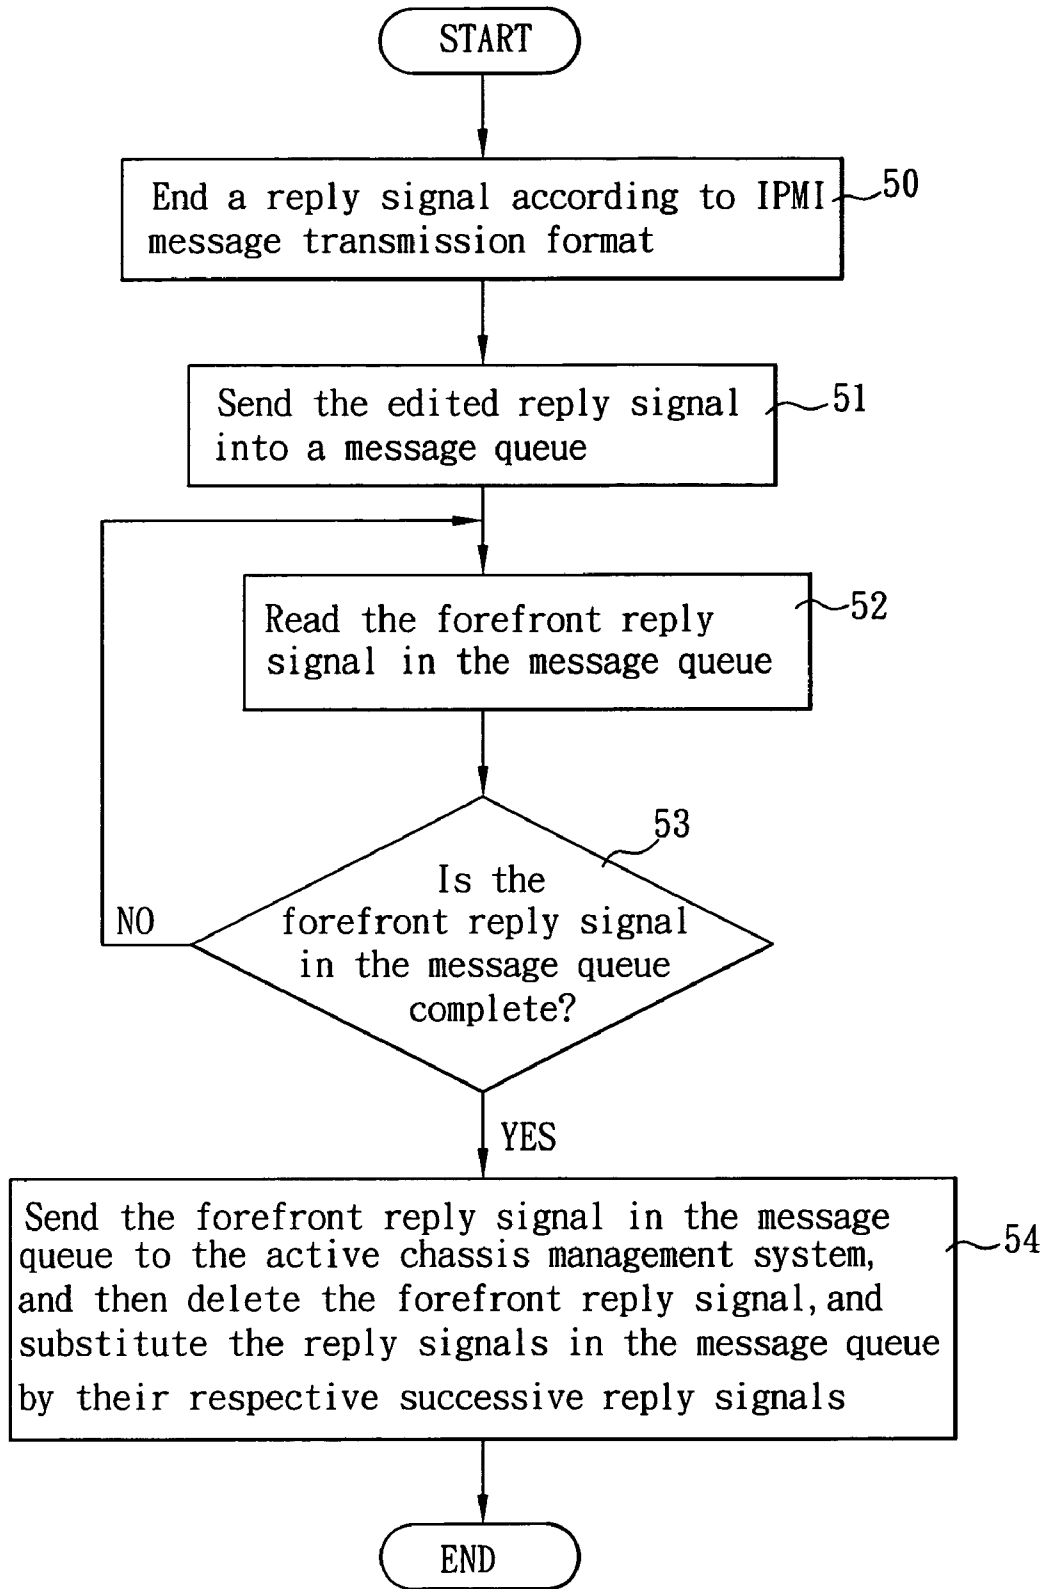 START
End a reply signal according to IPMI
message transmission format
50
Send the edited reply signal
into a message queue
51
Read the forefront reply
signal in the message queue
52
53
Is the
forefront reply signal
in the message queue
complete?
NO
YES
Send the forefront reply signal in the message
queue to the active chassis management system,
and then delete the forefront reply signal, and
substitute the reply signals in the message queue
by their respective successive reply signals
54
END